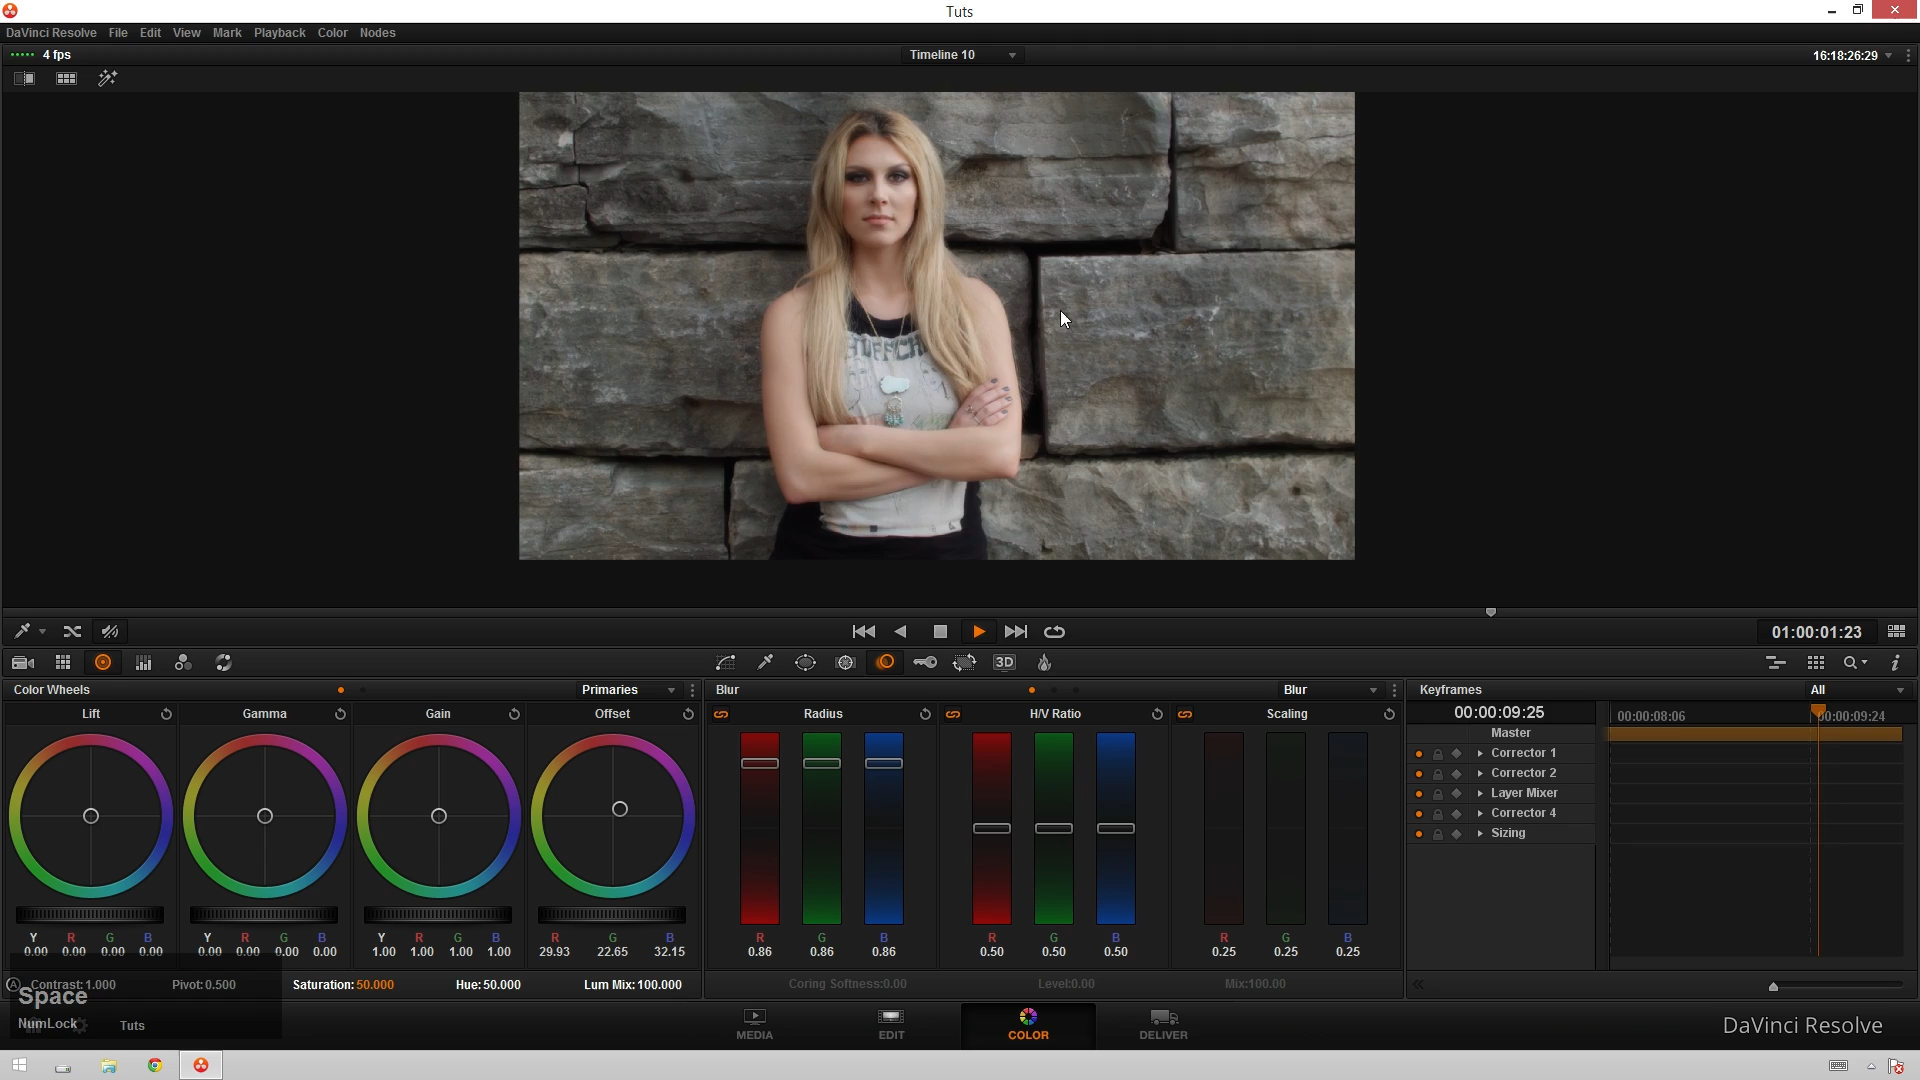 Tuts
DaVinci Resolve File Edit View Mark Playback Color Nodes
4 fps Timeline 10 16:18:26:29
01:00:01:23
Color Wheels Primaries Blur Blur Keyframes All
Lift Gamma Gain Offset Radius H/V Ratio Scaling 00:00:09:25 00:00:08:06 00:00:09:24
Master
Corrector 1
Corrector 2
Layer Mixer
Corrector 4
Sizing
Y R G B Y R G B Y R G B R G B R G B R G B R G B
0.00 0.00 0.00 0.00 0.00 0.00 0.00 0.00 1.00 1.00 1.00 1.00 29.93 22.65 32.15 0.86 0.86 0.86 0.50 0.50 0.50 0.25 0.25 0.25
A Contrast:1.000 Pivot:0.500 Saturation:50.000 Hue:50.000 Lum Mix:100.000 Coring Softness:0.00 Level:0.00 Mix:100.00
Space
NumLock Tuts
MEDIA EDIT COLOR DELIVER DaVinci Resolve
3D